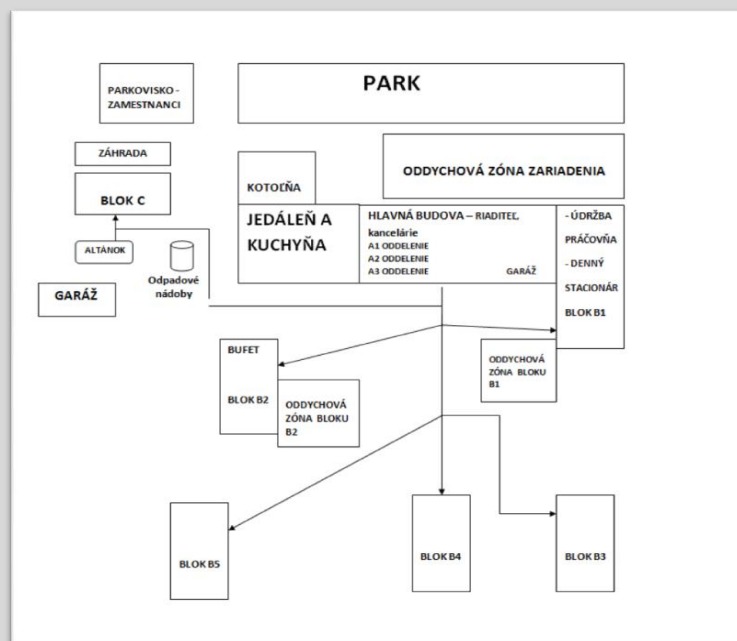 PARKOVISKO -
ZAMESTNANCI
PARK
ZÁHRADA
BLOK C
ALTÁNOK
Odpadové
nádoby
GARÁŽ
KOTOĽŇA
ODDYCHOVÁ ZÓNA ZARIADENIA
JEDÁLEŇ A
KUCHYŇA
HLAVNÁ BUDOVA – RIADITEĽ,
kancelárie
A1 ODDELENIE
A2 ODDELENIE
A3 ODDELENIE
GARÁŽ
- ÚDRŽBA
PRÁČOVŇA
- DENNÝ
STACIONÁR
BLOK B1
BUFET
BLOK B2
ODDYCHOVÁ
ZÓNA BLOKU
B2
ODDYCHOVÁ
ZÓNA BLOKU
B1
BLOK B5
BLOK B4
BLOK B3